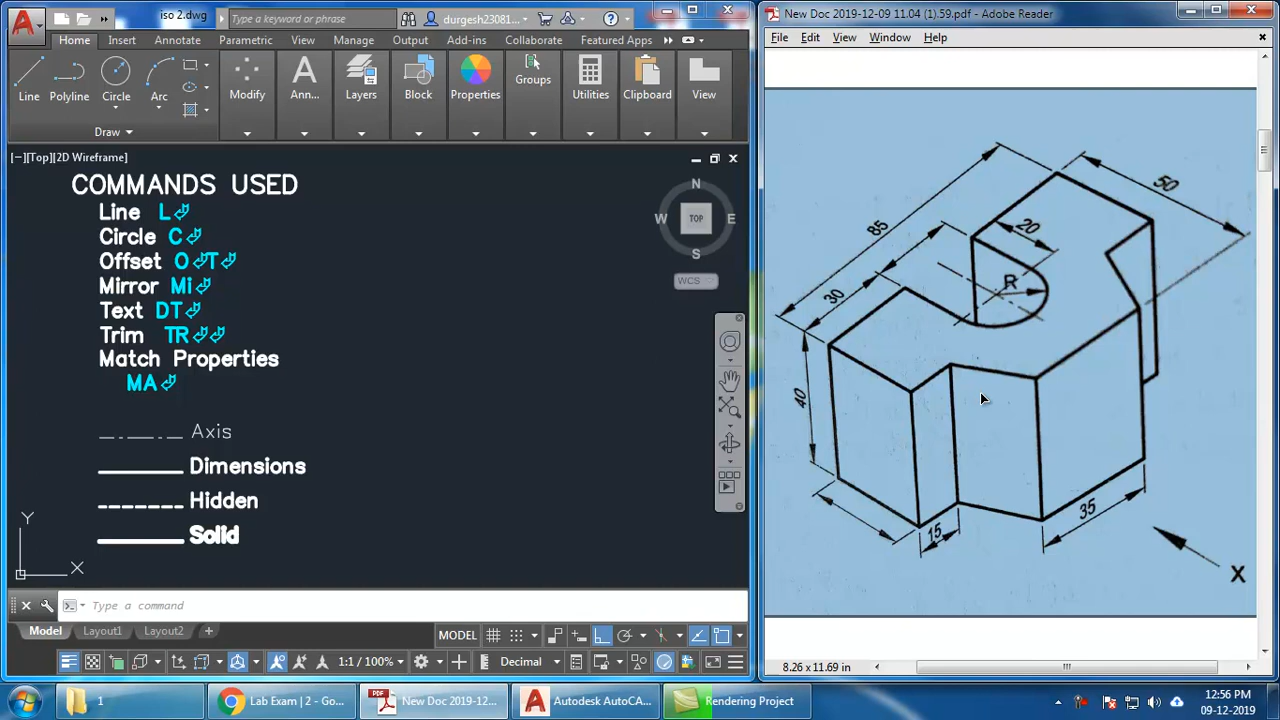 iso 2.dwg
Type a keyword or phrase
durgesh23081...
Home Insert Annotate Parametric View Manage Output Add-ins Collaborate Featured Apps
Line Polyline Circle Arc
Modify Ann... Layers Block Properties Groups Utilities Clipboard View
Draw
[−][Top][2D Wireframe]
COMMANDS USED
Line L
Circle C
Offset O T
Mirror Mi
Text DT
Trim TR
Match Properties
MA
Axis
Dimensions
Hidden
Solid
N
W TOP E
S
WCS
Y
X
Type a command
Model Layout1 Layout2 +
MODEL
1:1 / 100% Decimal
New Doc 2019-12-09 11.04 (1).59.pdf - Adobe Reader
File Edit View Window Help
50
85
20
R
30
40
15
35
X
8.26 x 11.69 in
1
Lab Exam | 2 - Go...
New Doc 2019-12...
Autodesk AutoCA...
Rendering Project
12:56 PM
09-12-2019